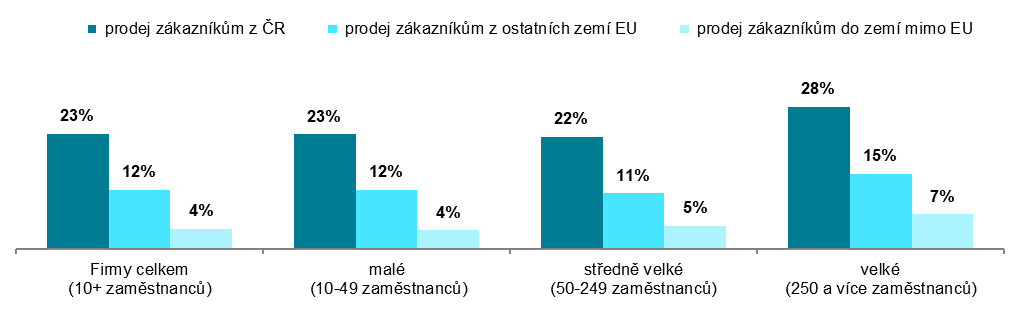 prodej zákazníkům z ČR
prodej zákazníkům z ostatních zemí EU
prodej zákazníkům do zemí mimo EU
23%
12%
4%
23%
12%
4%
22%
11%
5%
28%
15%
7%
Firmy celkem
(10+ zaměstnanců)
malé
(10-49 zaměstnanců)
středně velké
(50-249 zaměstnanců)
velké
(250 a více zaměstnanců)